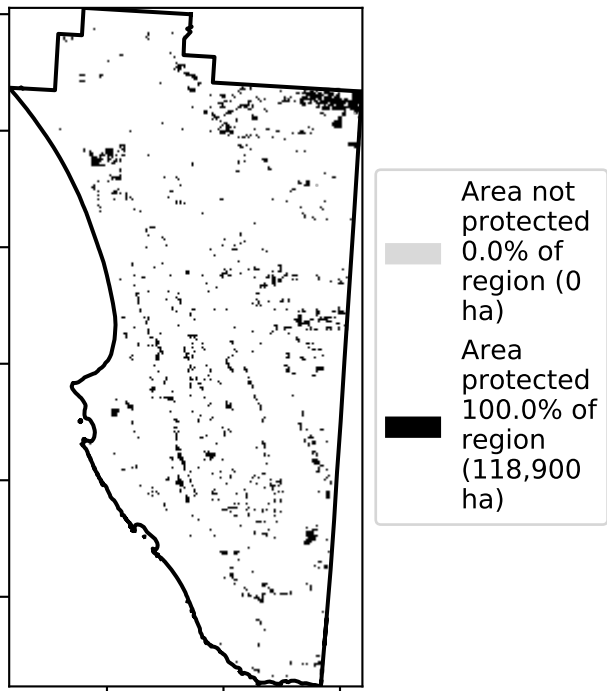 Area not
protected
0.0% of
region (0
ha)
Area
protected
100.0% of
region
(118,900
ha)